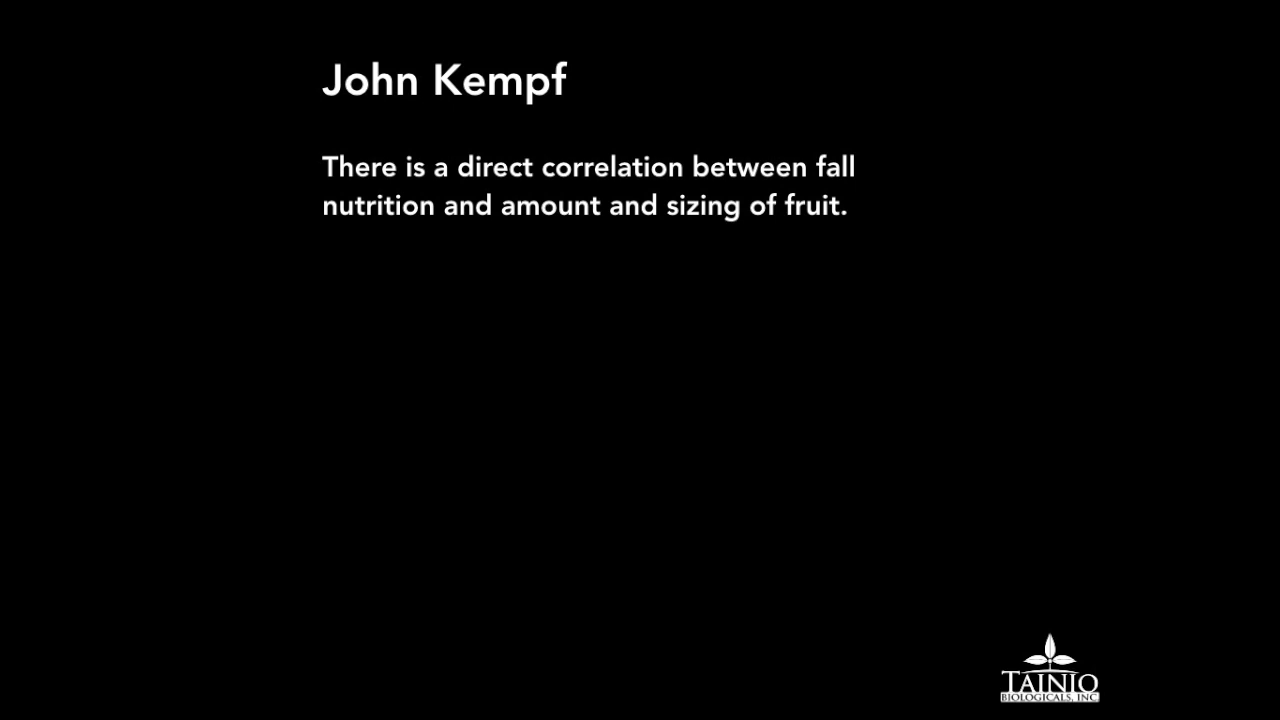 John Kempf
There is a direct correlation between fall
nutrition and amount and sizing of fruit.
TAINIO
BIOLOGICALS, INC